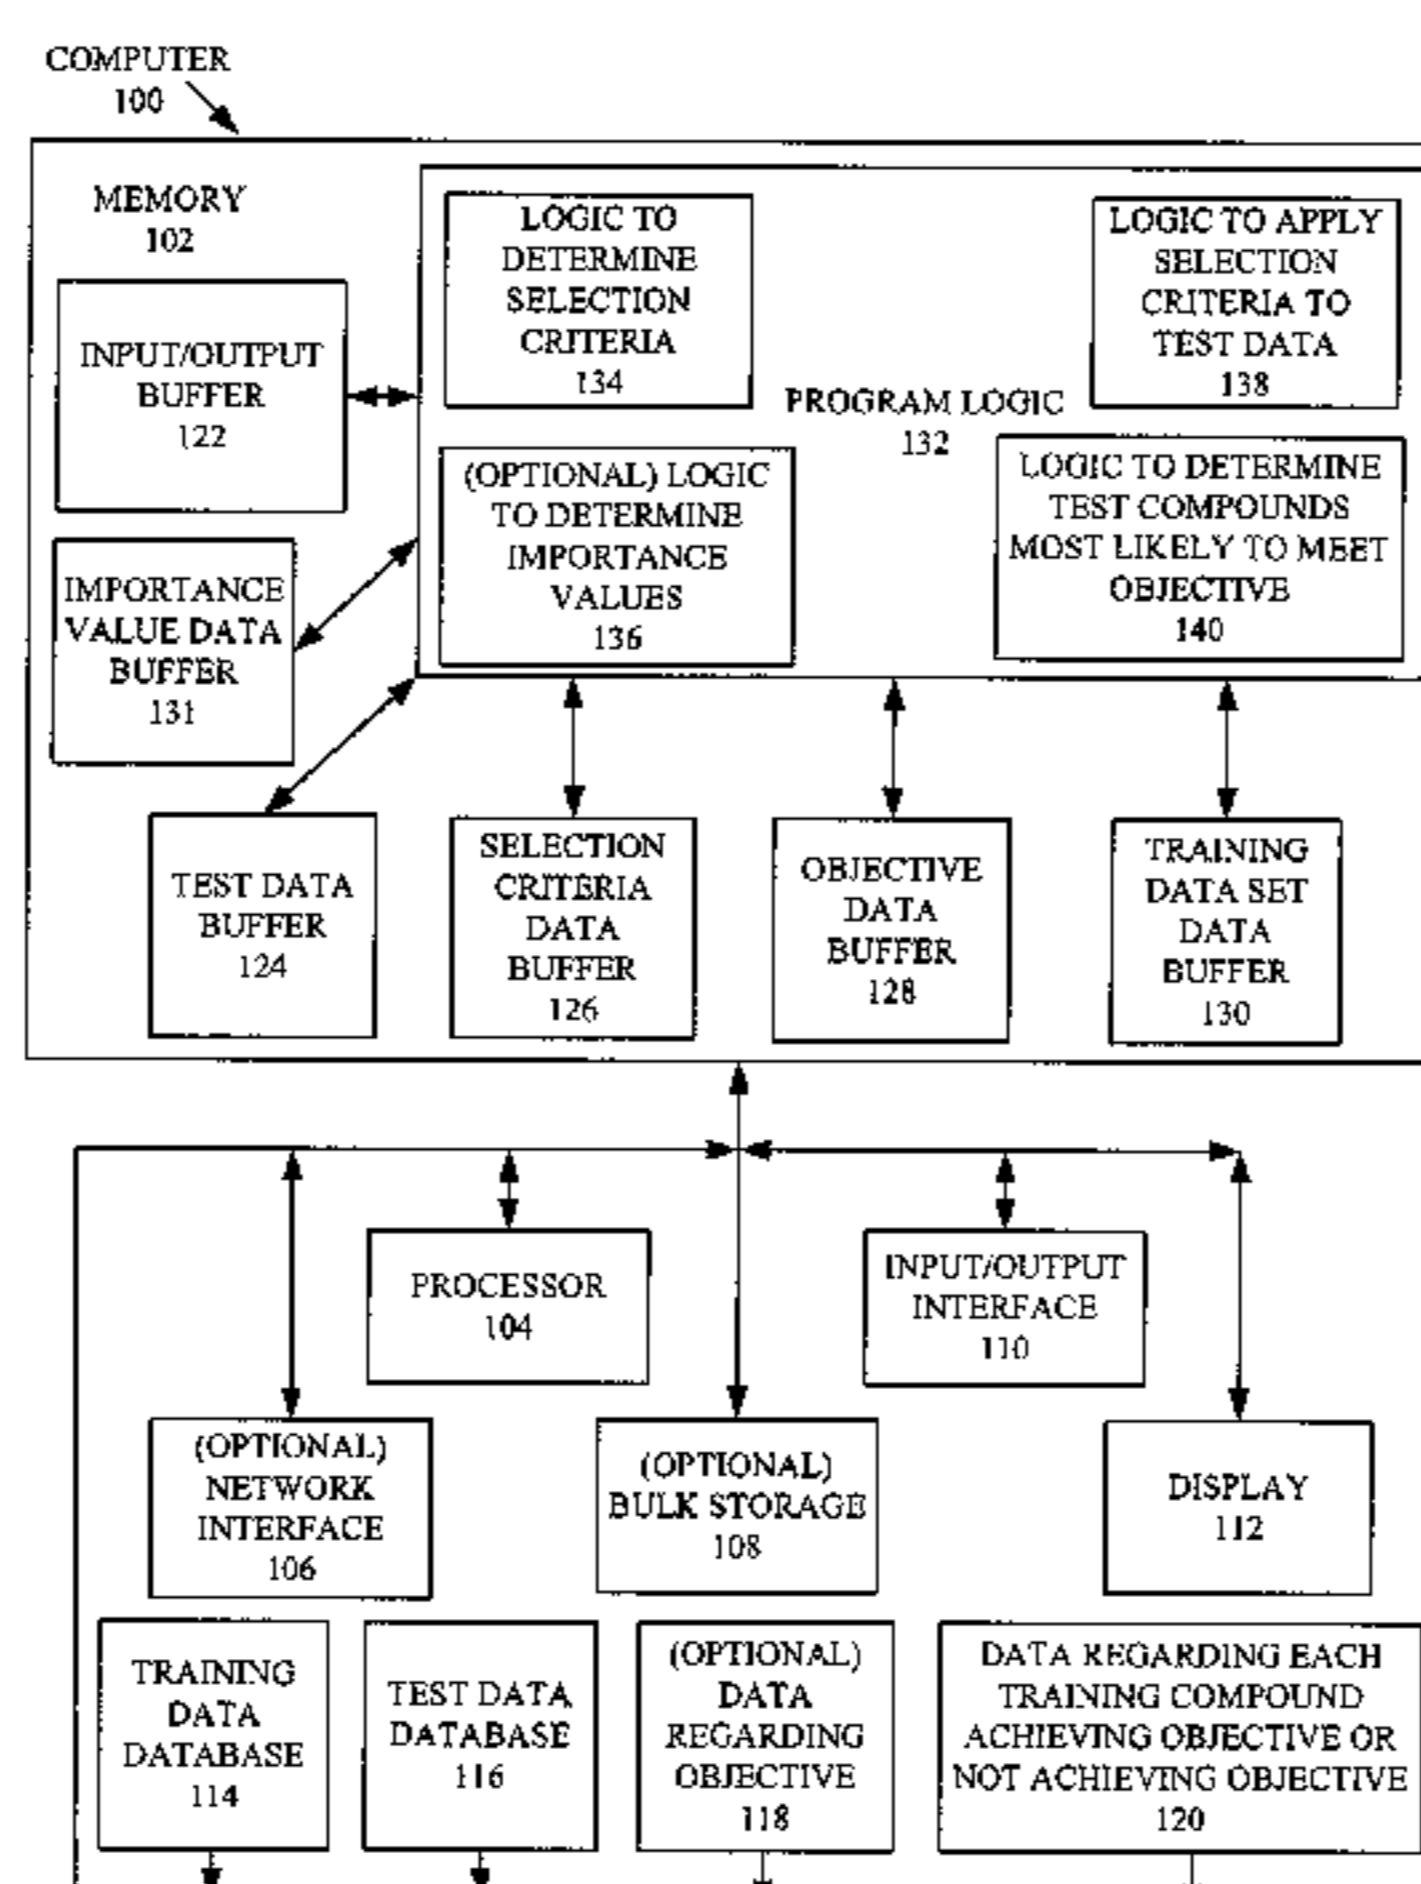 COMPUTER
100
MEMORY
102
INPUT/OUTPUT
BUFFER
122
IMPORTANCE
VALUE DATA
BUFFER
131
LOGIC TO
DETERMINE
SELECTION
CRITERIA
134
(OPTIONAL) LOGIC
TO DETERMINE
IMPORTANCE
VALUES
136
PROGRAM LOGIC
132
LOGIC TO APPLY
SELECTION
CRITERIA TO
TEST DATA
138
LOGIC TO DETERMINE
TEST COMPOUNDS
MOST LIKELY TO MEET
OBJECTIVE
140
TEST DATA
BUFFER
124
SELECTION
CRITERIA
DATA
BUFFER
126
OBJECTIVE
DATA
BUFFER
128
TRAINING
DATA SET
DATA
BUFFER
130
PROCESSOR
104
INPUT/OUTPUT
INTERFACE
110
(OPTIONAL)
NETWORK
INTERFACE
106
(OPTIONAL)
BULK STORAGE
108
DISPLAY
112
TRAINING
DATA
DATABASE
114
TEST DATA
DATABASE
116
(OPTIONAL)
DATA
REGARDING
OBJECTIVE
118
DATA REGARDING EACH
TRAINING COMPOUND
ACHIEVING OBJECTIVE OR
NOT ACHIEVING OBJECTIVE
120